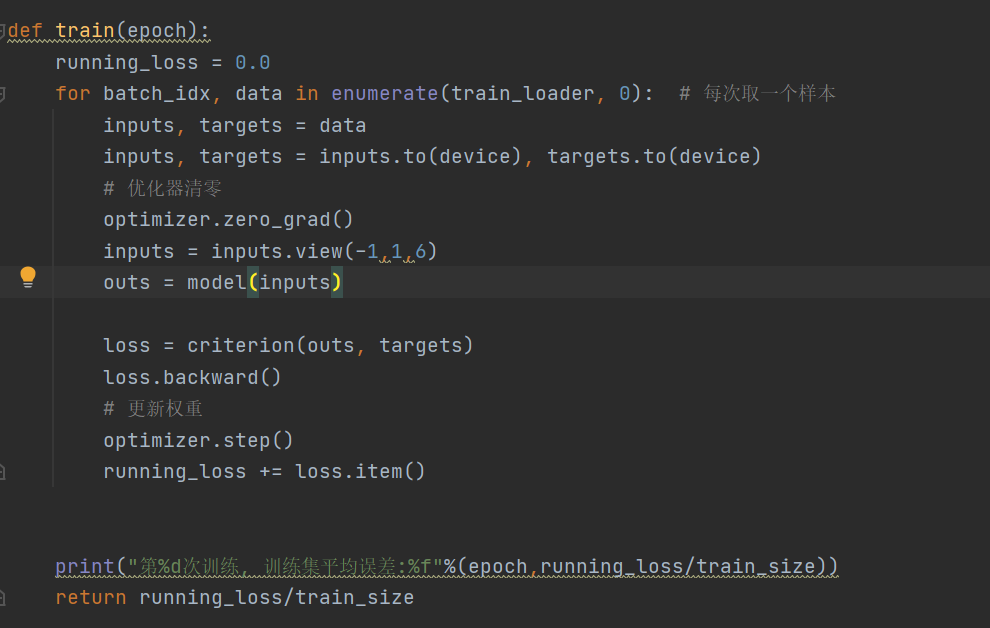 def train(epoch):
    running_loss = 0.0
    for batch_idx, data in enumerate(train_loader, 0):  # 每次取一个样本
        inputs, targets = data
        inputs, targets = inputs.to(device), targets.to(device)
        # 优化器清零
        optimizer.zero_grad()
        inputs = inputs.view(-1,1,6)
        outs = model(inputs)
        loss = criterion(outs, targets)
        loss.backward()
        # 更新权重
        optimizer.step()
        running_loss += loss.item()
    print("第%d次训练, 训练集平均误差:%f"%(epoch,running_loss/train_size))
    return running_loss/train_size